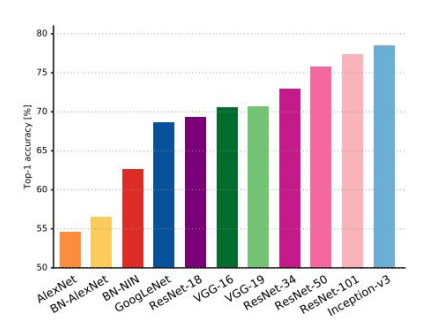 80
75
70
65
60
55
50
Top-1 accuracy [%]
AlexNet
BN-AlexNet
BN-NIN
GoogLeNet
ResNet-18
VGG-16
VGG-19
ResNet-34
ResNet-50
ResNet-101
Inception-v3